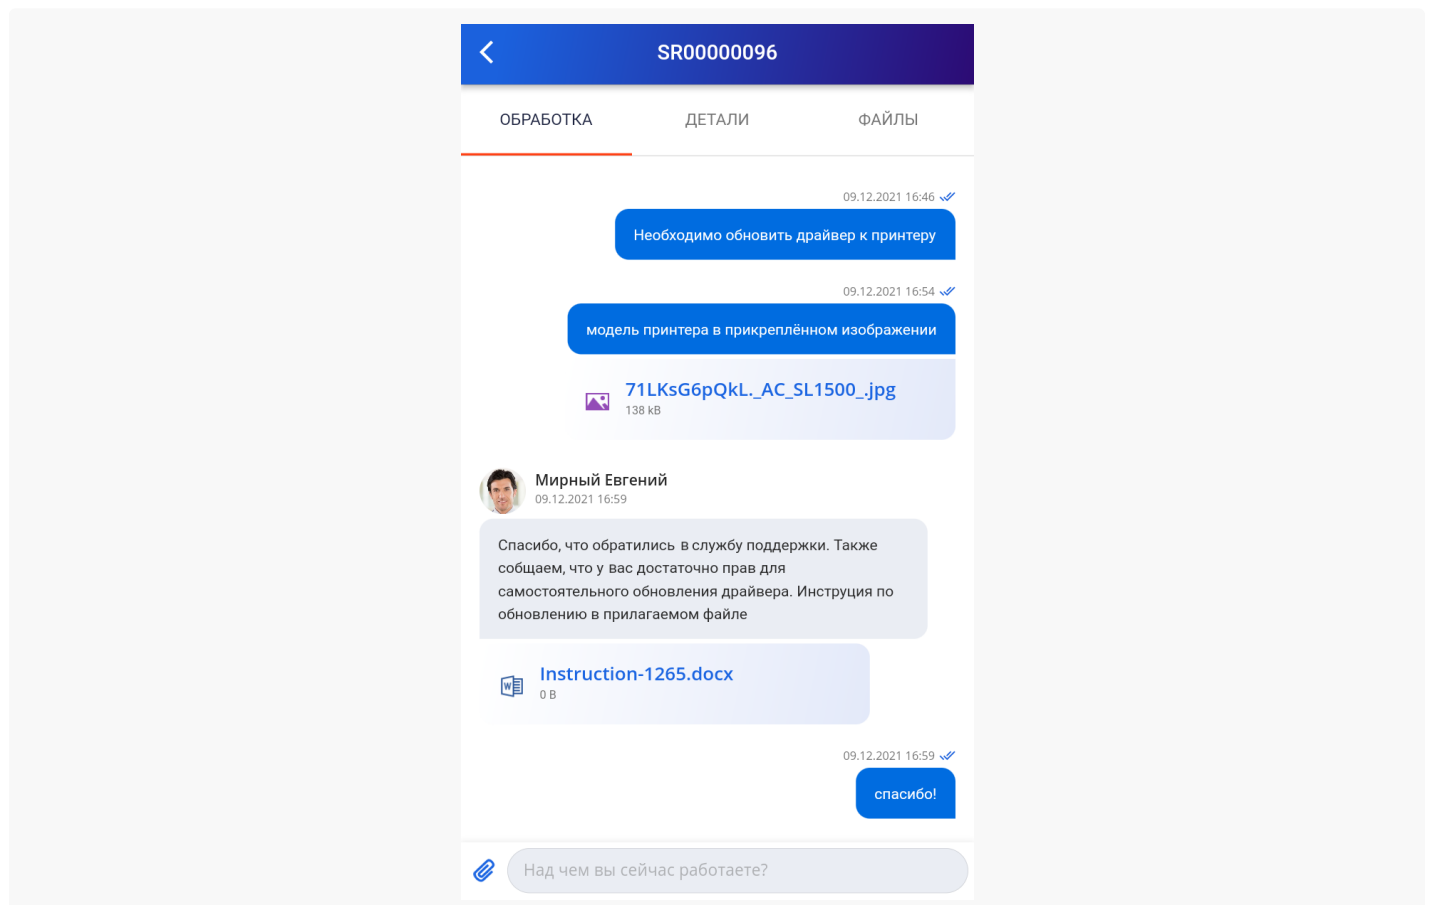 SR00000096
ОБРАБОТКА
ДЕТАЛИ
ФАЙЛЫ
09.12.2021 16:46
Необходимо обновить драйвер к принтеру
09.12.2021 16:54
модель принтера в прикреплённом изображении
71LKsG6pQkL._AC_SL1500_.jpg
138 kB
Мирный Евгений
09.12.2021 16:59
Спасибо, что обратились в службу поддержки. Также
собщаем, что у вас достаточно прав для
самостоятельного обновления драйвера. Инструция по
обновлению в прилагаемом файле
Instruction-1265.docx
0 B
09.12.2021 16:59
спасибо!
Над чем вы сейчас работаете?